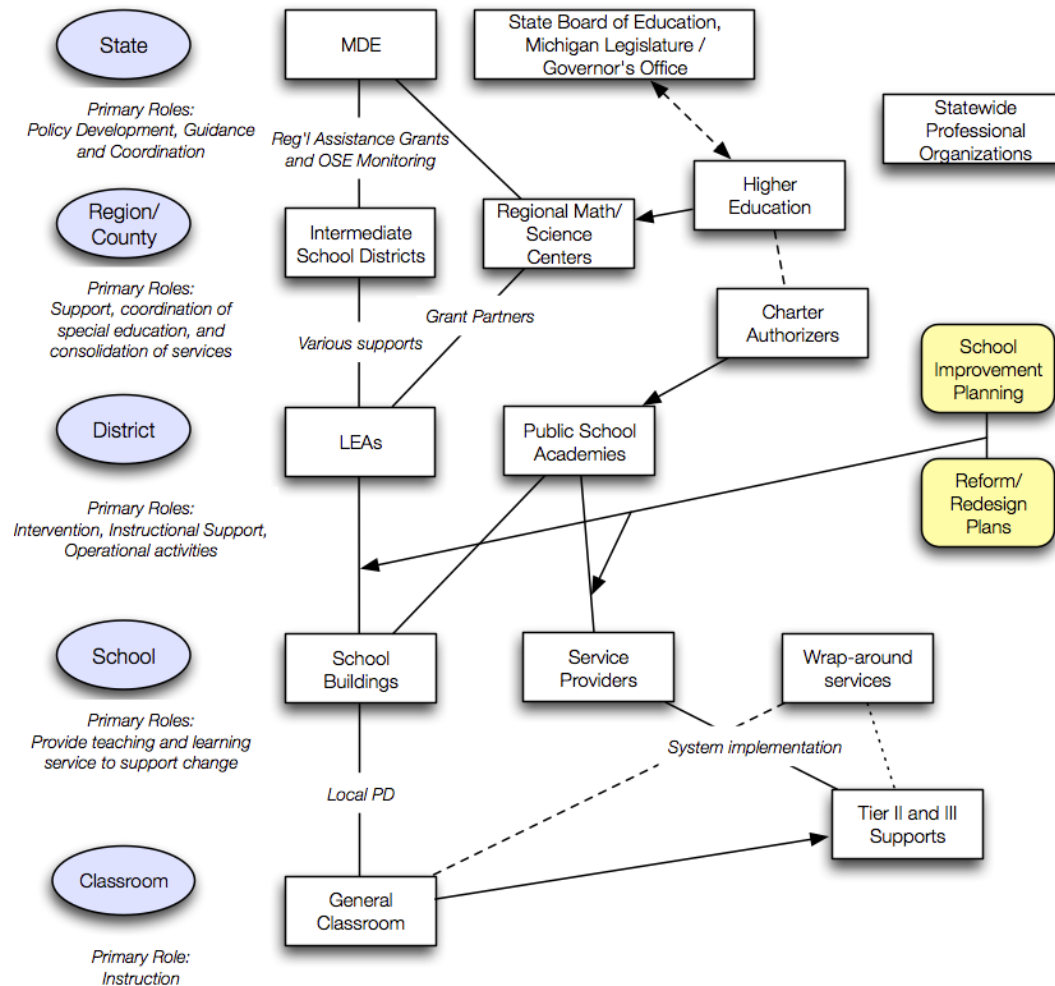 State
MDE
State Board of Education,
Michigan Legislature /
Governor's Office
Primary Roles:
Policy Development, Guidance
and Coordination
Reg'l Assistance Grants
and OSE Monitoring
Statewide
Professional
Organizations
Region/
County
Intermediate
School Districts
Regional Math/
Science
Centers
Higher
Education
Primary Roles:
Support, coordination of
special education, and
consolidation of services
Grant Partners
Various supports
Charter
Authorizers
School
Improvement
Planning
District
LEAs
Public School
Academies
Reform/
Redesign
Plans
Primary Roles:
Intervention, Instructional Support,
Operational activities
School
School
Buildings
Service
Providers
Wrap-around
services
Primary Roles:
Provide teaching and learning
service to support change
System implementation
Local PD
Tier II and III
Supports
Classroom
General
Classroom
Primary Role:
Instruction